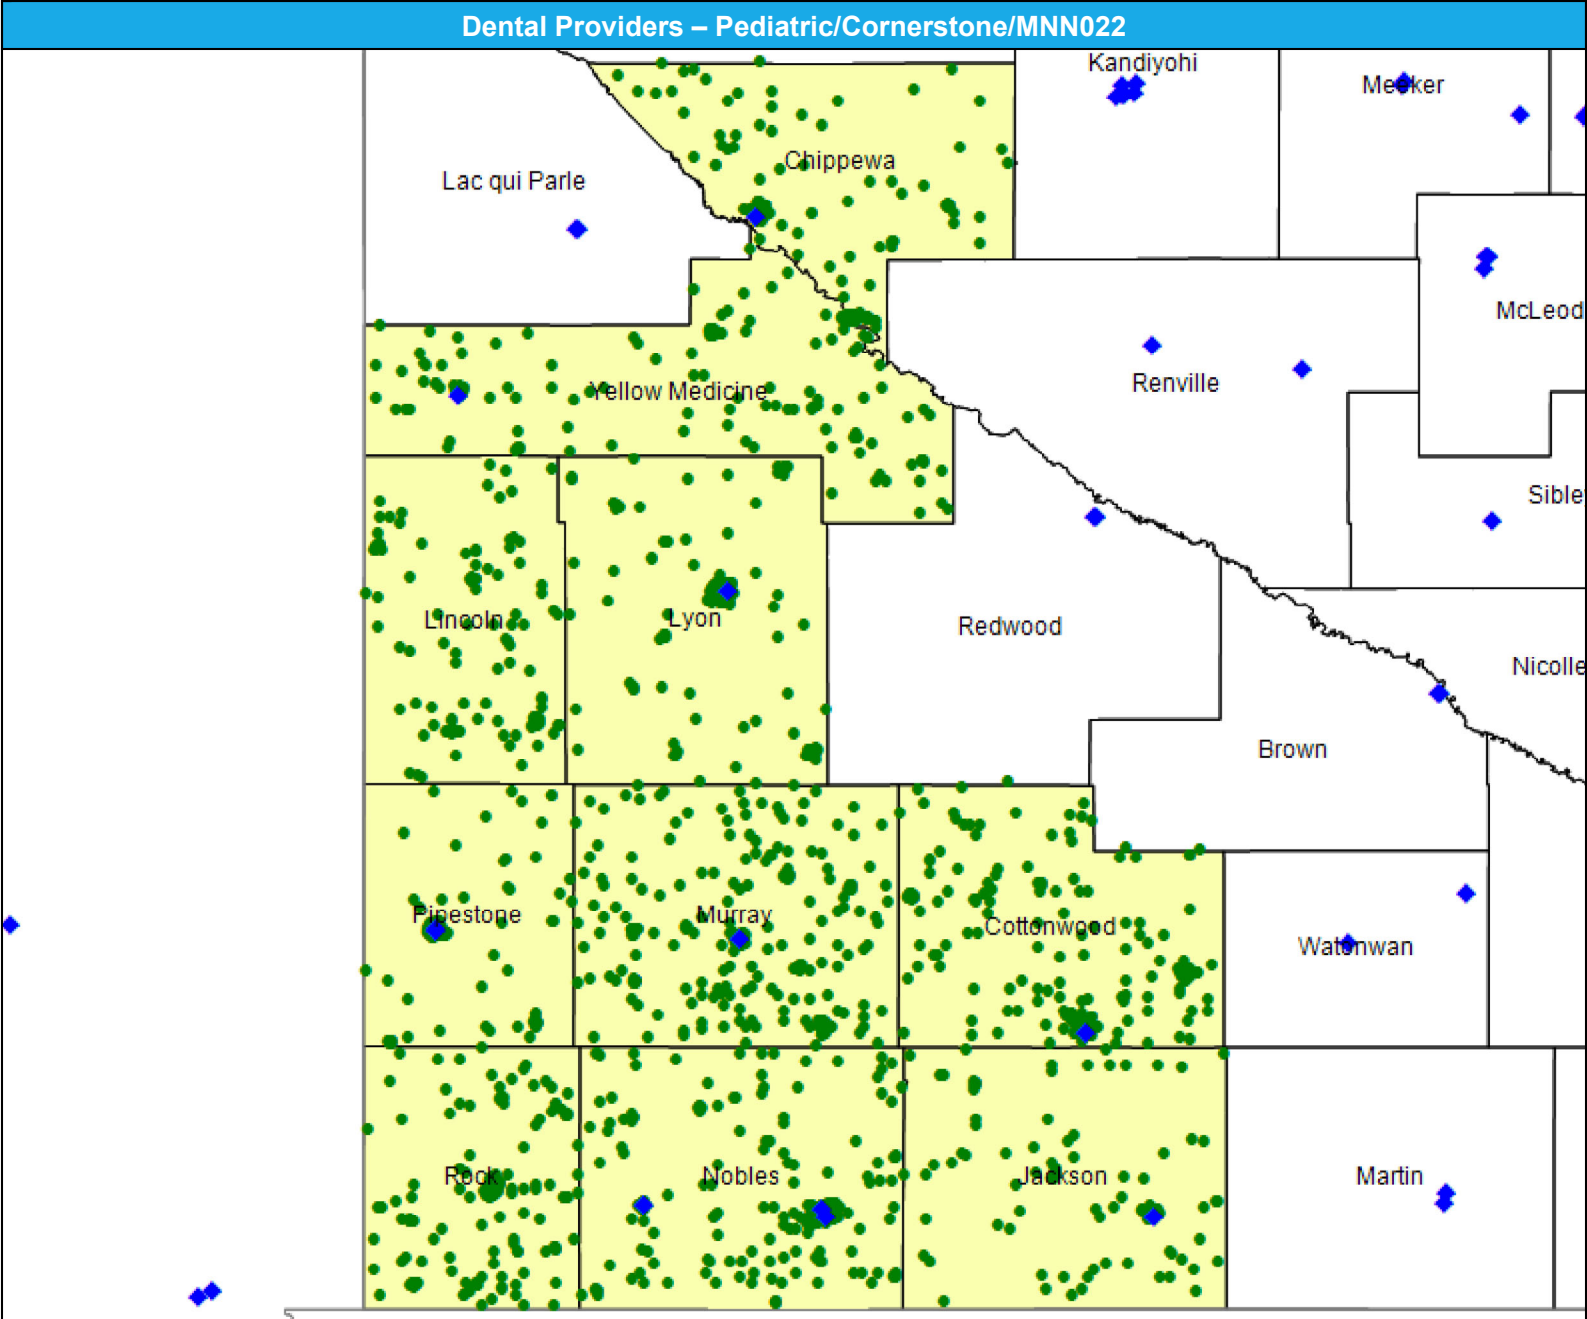 Dental Providers – Pediatric/Cornerstone/MNN022
Kandiyohi
Meeker
Chippewa
Lac qui Parle
McLeod
Renville
Yellow Medicine
Sible
Lincoln
Lyon
Redwood
Nicolle
Brown
Pipestone
Murray
Cottonwood
Watonwan
Rock
Nobles
Jackson
Martin